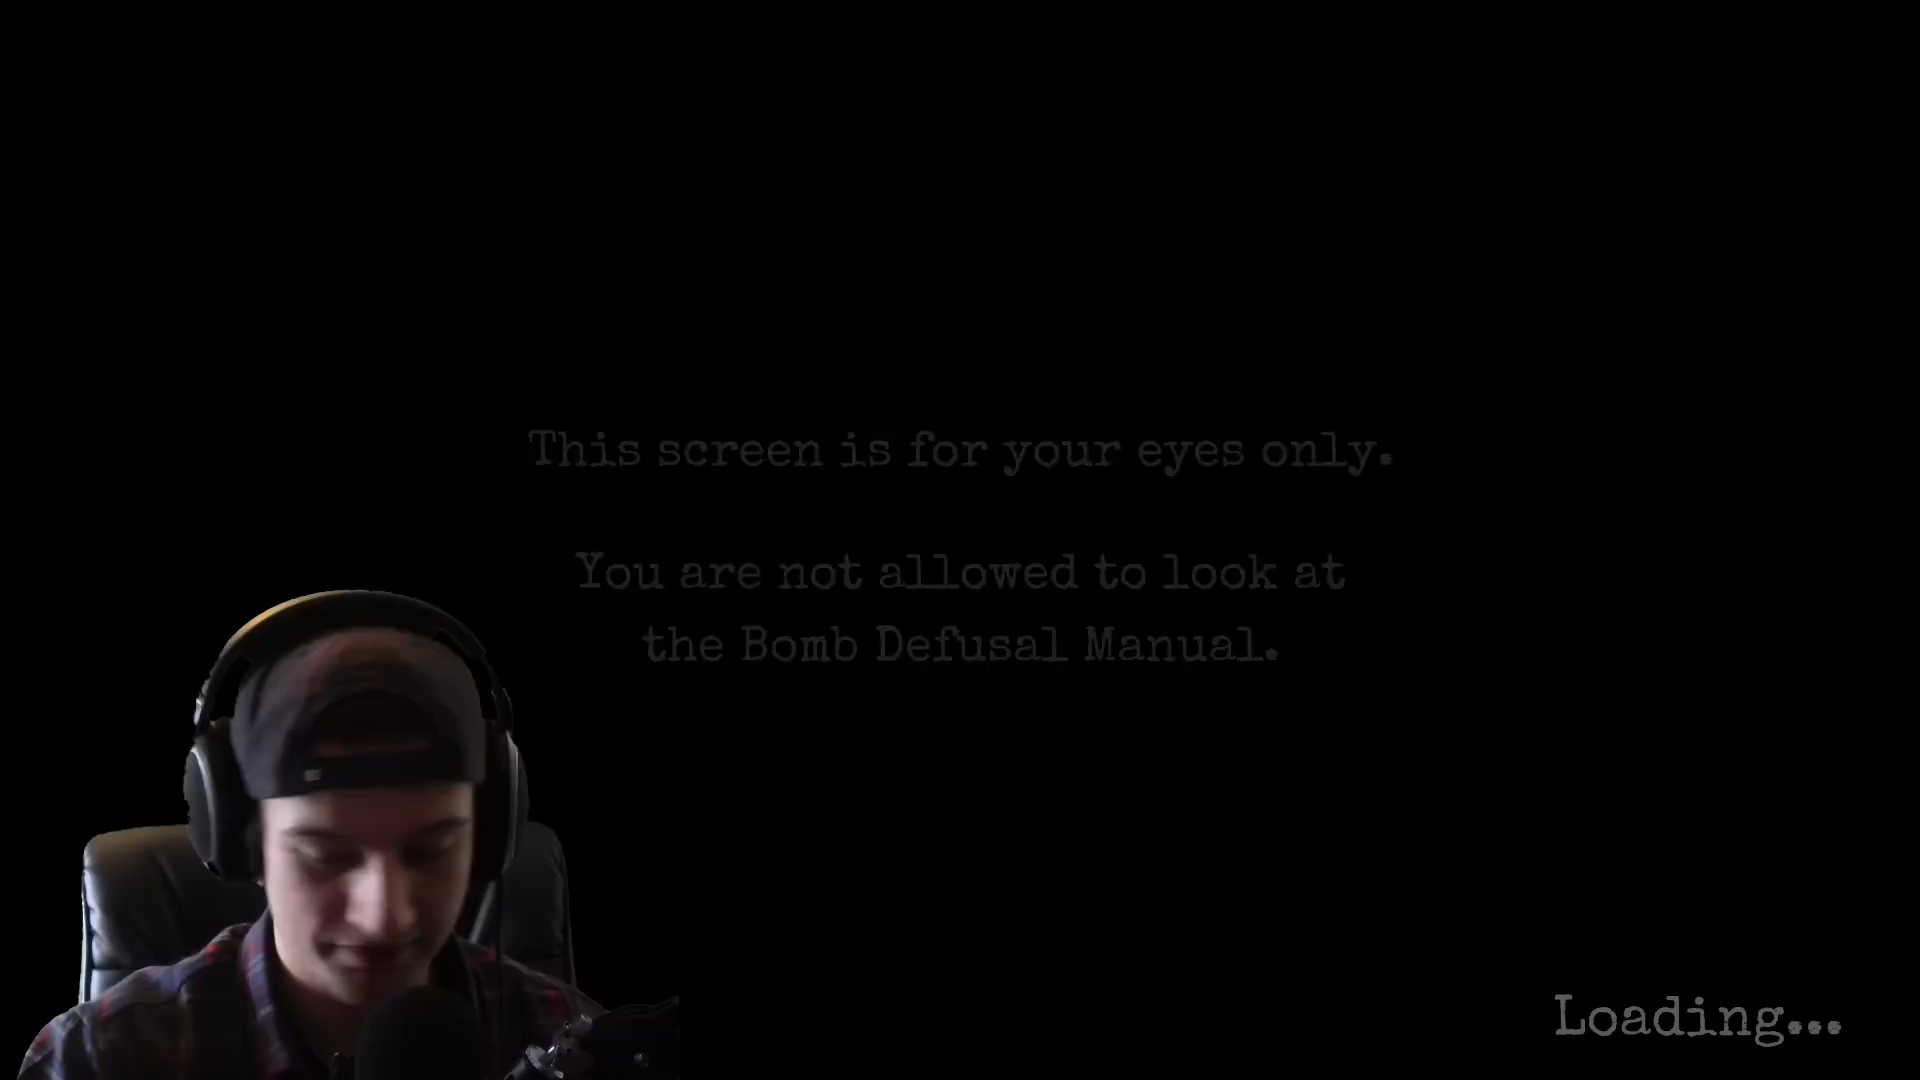 This screen is for your eyes only.
You are not allowed to look at
the Bomb Defusal Manual.
Loading...